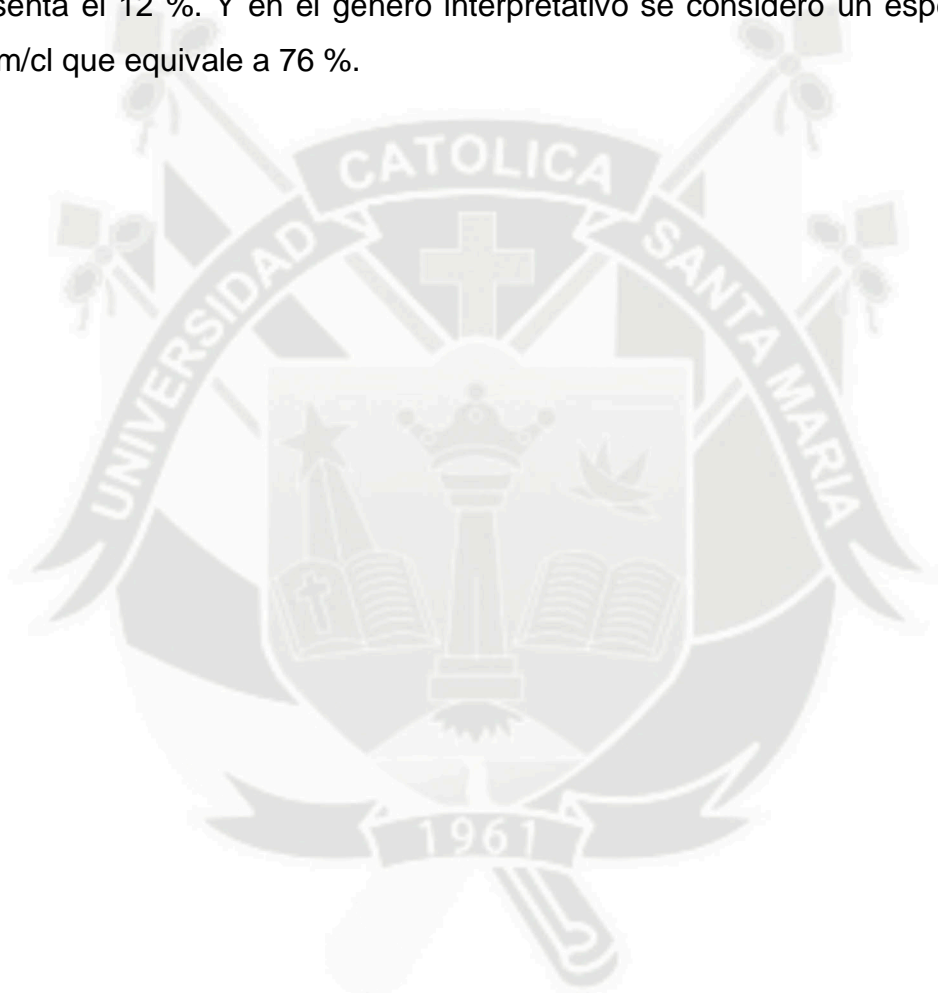 senta el 12 %. Y en el género interpretativo se consideró un esp
m/cl que equivale a 76 %.
CATOLICA
UNIVERSIDAD
SANTA MARIA
1961